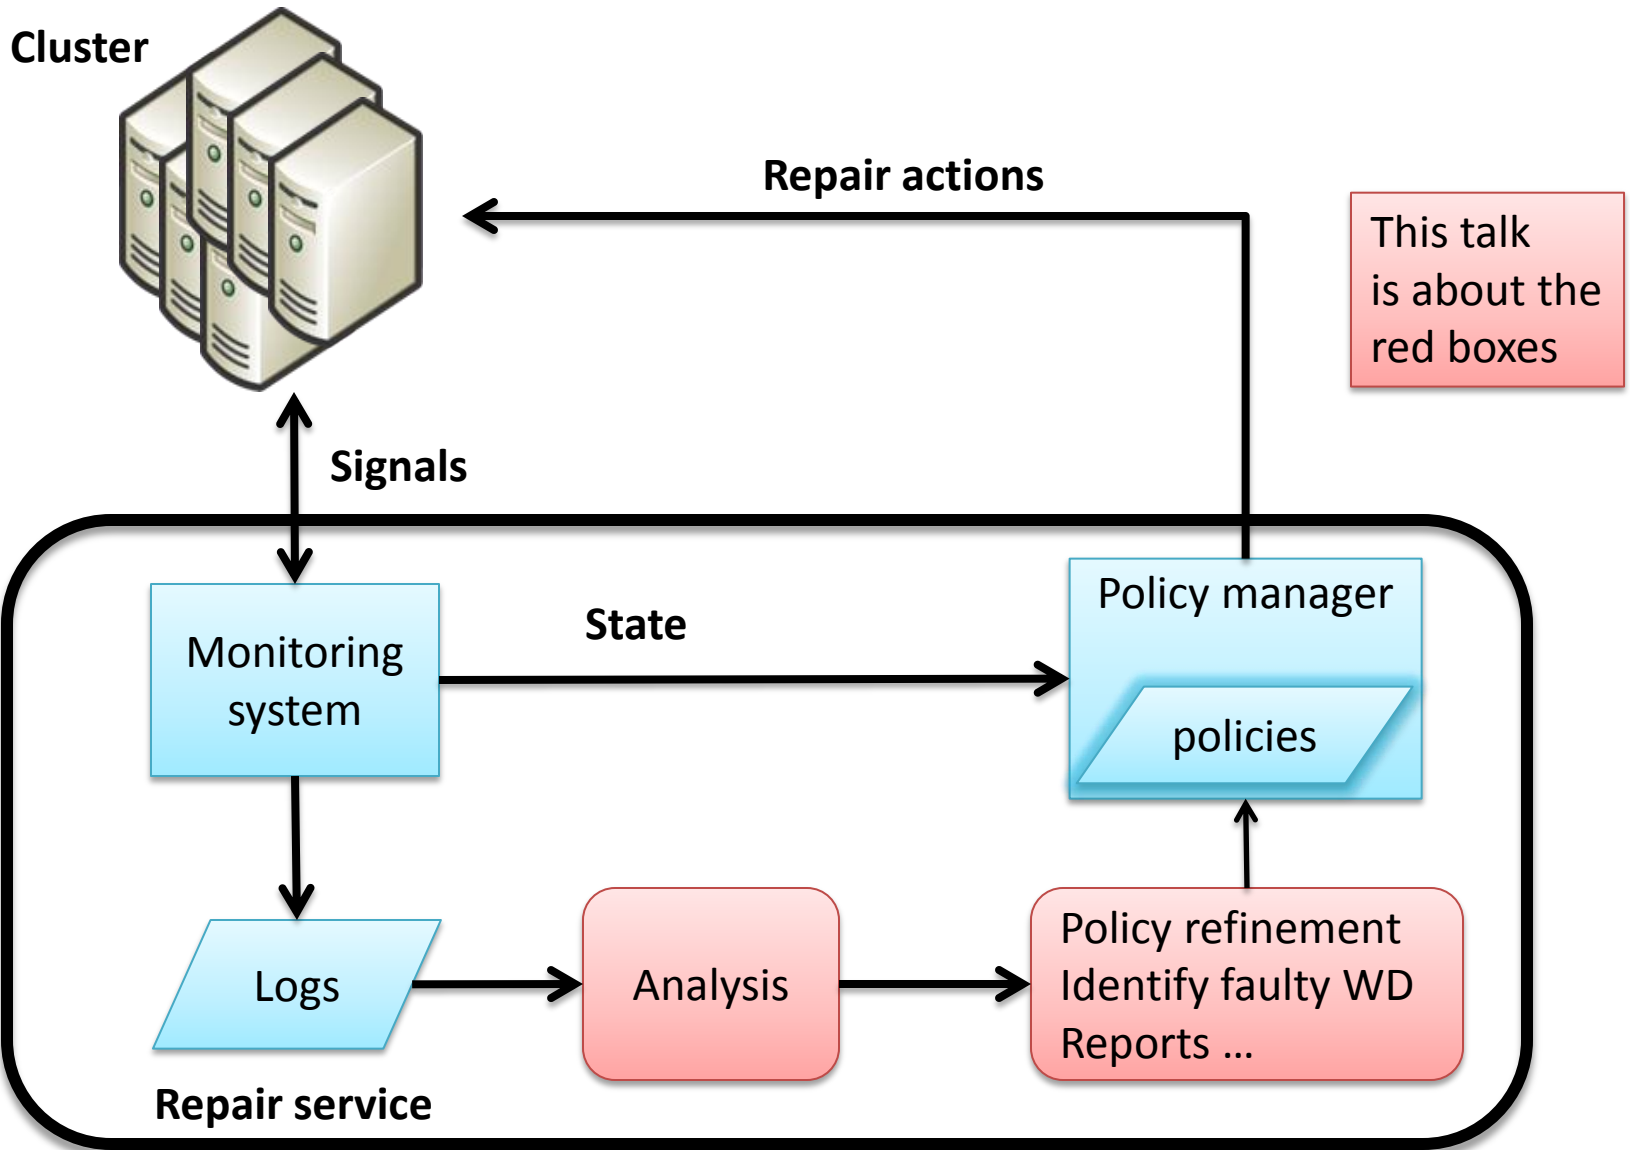 Cluster
Repair actions
This talk
is about the
red boxes
Signals
Policy manager
State
Monitoring
system
policies
Policy refinement
Identify faulty WD
Reports ...
Analysis
Logs
Repair service